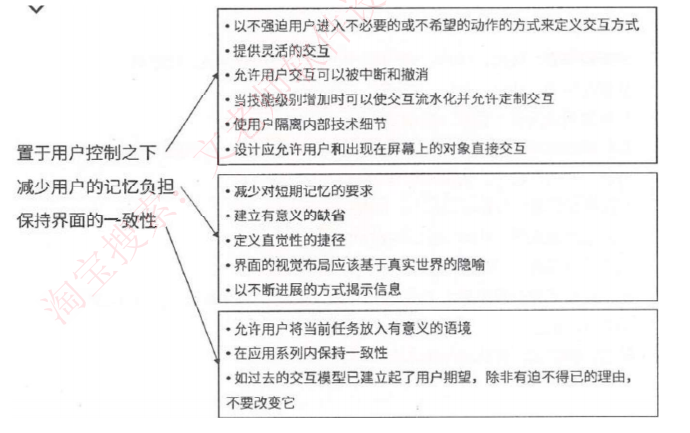 置于用户控制之下
减少用户的记忆负担
保持界面的一致性
• 以不强迫用户进入不必要的或不希望的动作的方式来定义交互方式
• 提供灵活的交互
• 允许用户交互可以被中断和撤消
• 当技能级别增加时可以使交互流水化并允许定制交互
• 使用户隔离内部技术细节
• 设计应允许用户和出现在屏幕上的对象直接交互
• 减少对短期记忆的要求
• 建立有意义的缺省
• 定义直觉性的捷径
• 界面的视觉布局应该基于真实世界的隐喻
• 以不断进展的方式揭示信息
• 允许用户将当前任务放入有意义的语境
• 在应用系列内保持一致性
• 如过去的交互模型已建立起了用户期望，除非有迫不得已的理由，
不要改变它
淘宝搜索：文老师软件设